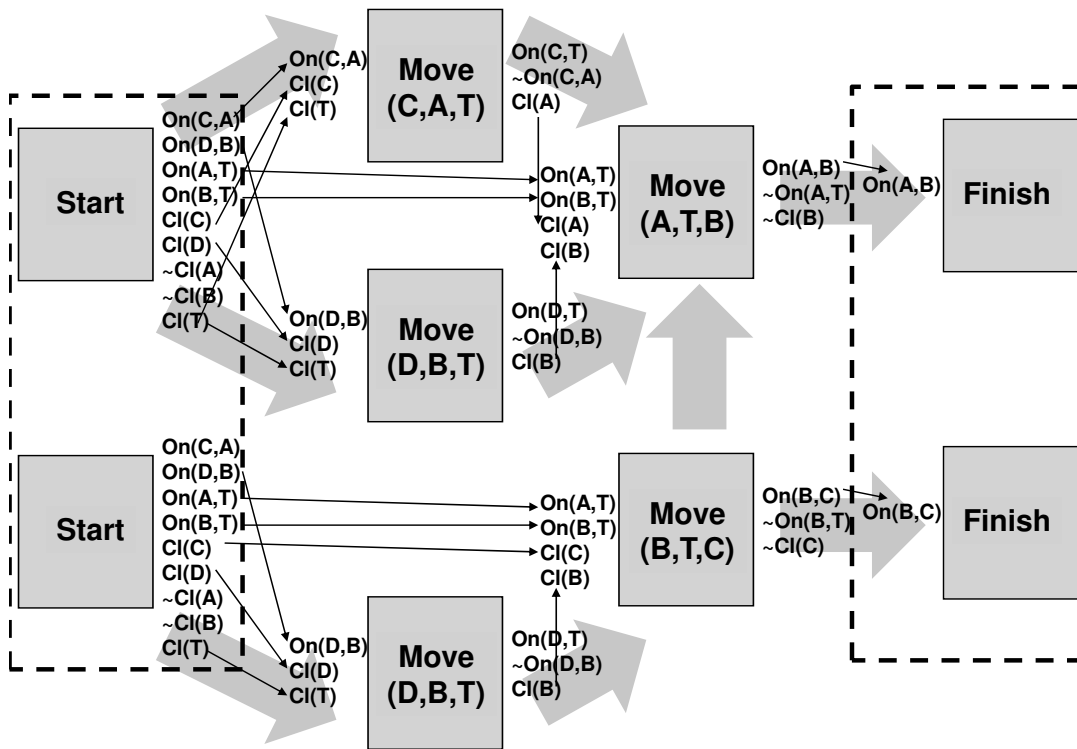 Start
On(C,A)
On(D,B)
On(A,T)
On(B,T)
Cl(C)
Cl(D)
~Cl(A)
~Cl(B)
Cl(T)
On(C,A)
Cl(C)
Cl(T)
Move
(C,A,T)
On(C,T)
~On(C,A)
Cl(A)
On(D,B)
Cl(D)
Cl(T)
Move
(D,B,T)
On(D,T)
~On(D,B)
Cl(B)
On(A,T)
On(B,T)
Cl(A)
Cl(B)
Move
(A,T,B)
On(A,B)
~On(A,T)
~Cl(B)
On(A,B)
Finish
Start
On(C,A)
On(D,B)
On(A,T)
On(B,T)
Cl(C)
Cl(D)
~Cl(A)
~Cl(B)
Cl(T)
On(D,B)
Cl(D)
Cl(T)
Move
(D,B,T)
On(D,T)
~On(D,B)
Cl(B)
On(A,T)
On(B,T)
Cl(C)
Cl(B)
Move
(B,T,C)
On(B,C)
~On(B,T)
~Cl(C)
On(B,C)
Finish